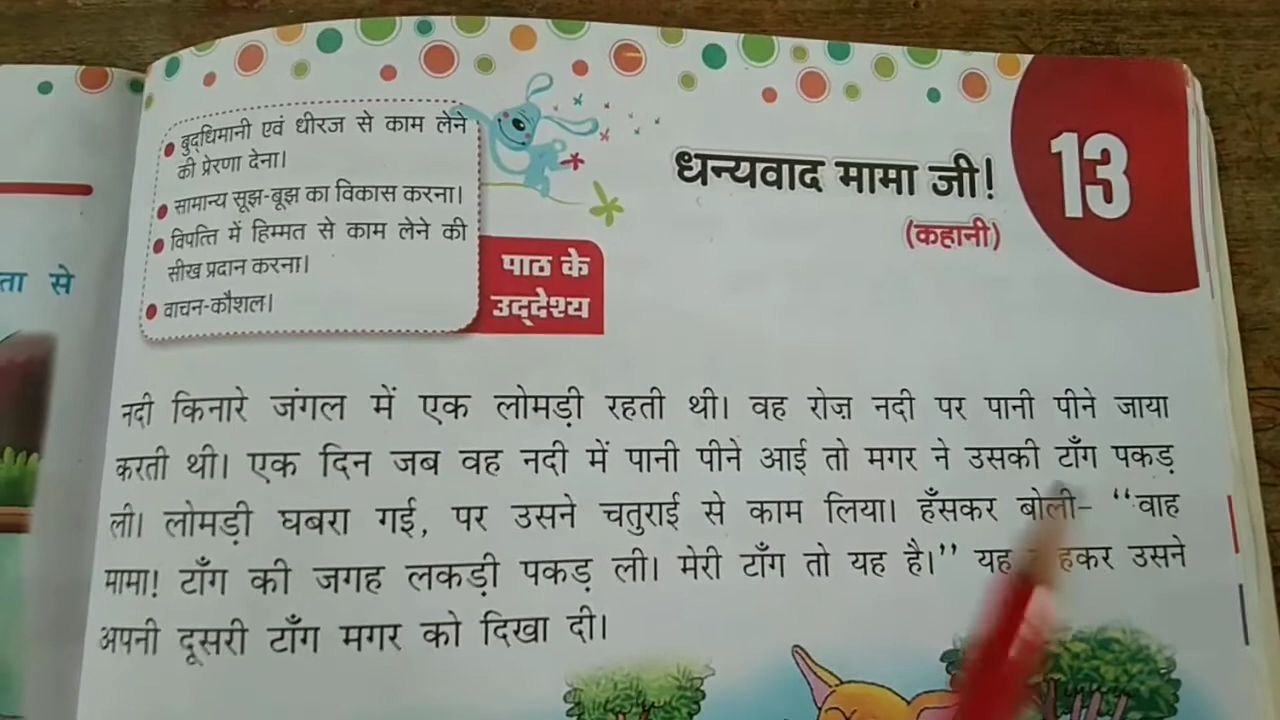 बुद्धिमानी एवं धीरज से काम लेने
की प्रेरणा देना।
सामान्य सूझ-बूझ का विकास करना।
विपत्ति में हिम्मत से काम लेने की
सीख प्रदान करना।
वाचन-कौशल।
पाठ के
उद्देश्य
धन्यवाद मामा जी!
(कहानी)
13
ता से
नदी किनारे जंगल में एक लोमड़ी रहती थी। वह रोज़ नदी पर पानी पीने जाया
करती थी। एक दिन जब वह नदी में पानी पीने आई तो मगर ने उसकी टाँग पकड़
ली। लोमड़ी घबरा गई, पर उसने चतुराई से काम लिया। हँसकर बोली- “वाह
मामा! टाँग की जगह लकड़ी पकड़ ली। मेरी टाँग तो यह है।” यह हकर उसने
अपनी दूसरी टाँग मगर को दिखा दी।